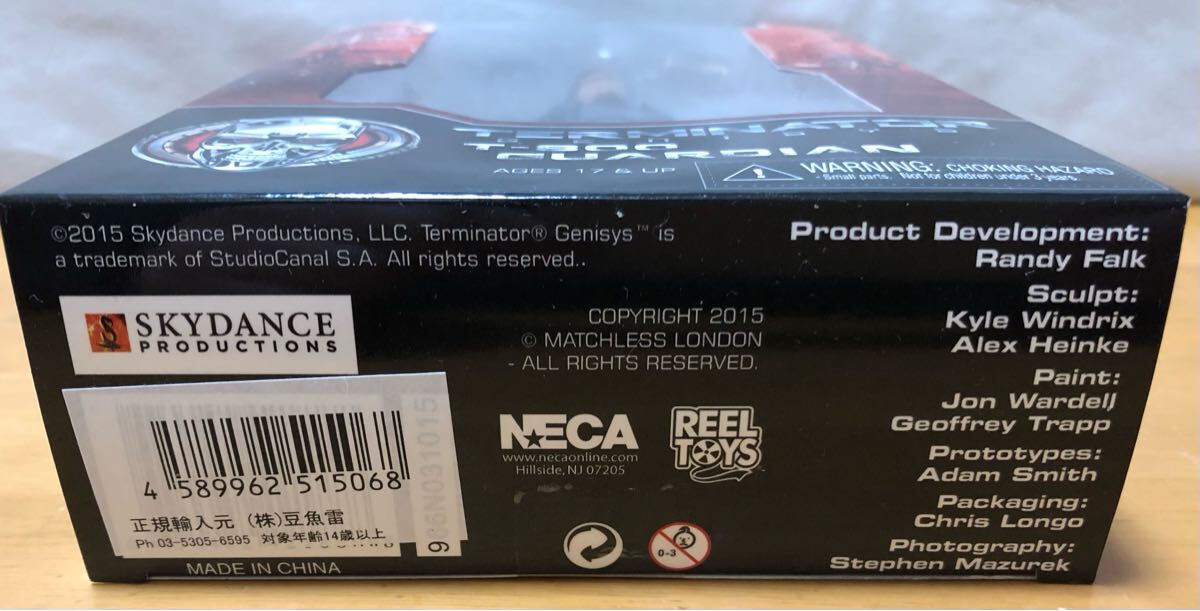 TERMINATOR
T-800
GUARDIAN
AGES 17 & UP
WARNING: CHOKING HAZARD
- Small parts. Not for children under 3 years.
©2015 Skydance Productions, LLC. Terminator® Genisys™ is
a trademark of StudioCanal S.A. All rights reserved..
SKYDANCE
PRODUCTIONS
COPYRIGHT 2015
© MATCHLESS LONDON
- ALL RIGHTS RESERVED.
NECA
www.necaonline.com
Hillside, NJ 07205
REEL
TOYS
4 589962 515068
正規輸入元 (株)豆魚雷
Ph 03-5305-6595 対象年齢14歳以上
MADE IN CHINA
0-3
Product Development:
Randy Falk
Sculpt:
Kyle Windrix
Alex Heinke
Paint:
Jon Wardell
Geoffrey Trapp
Prototypes:
Adam Smith
Packaging:
Chris Longo
Photography:
Stephen Mazurek